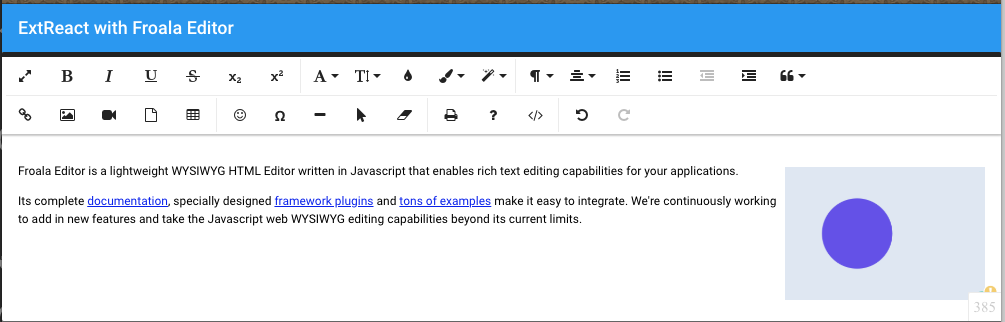 ExtReact with Froala Editor
B I U S x₂ x² A TI ¶ “
Ω ? </>
Froala Editor is a lightweight WYSIWYG HTML Editor written in Javascript that enables rich text editing capabilities for your applications.
Its complete documentation, specially designed framework plugins and tons of examples make it easy to integrate. We're continuously working
to add in new features and take the Javascript web WYSIWYG editing capabilities beyond its current limits.
385